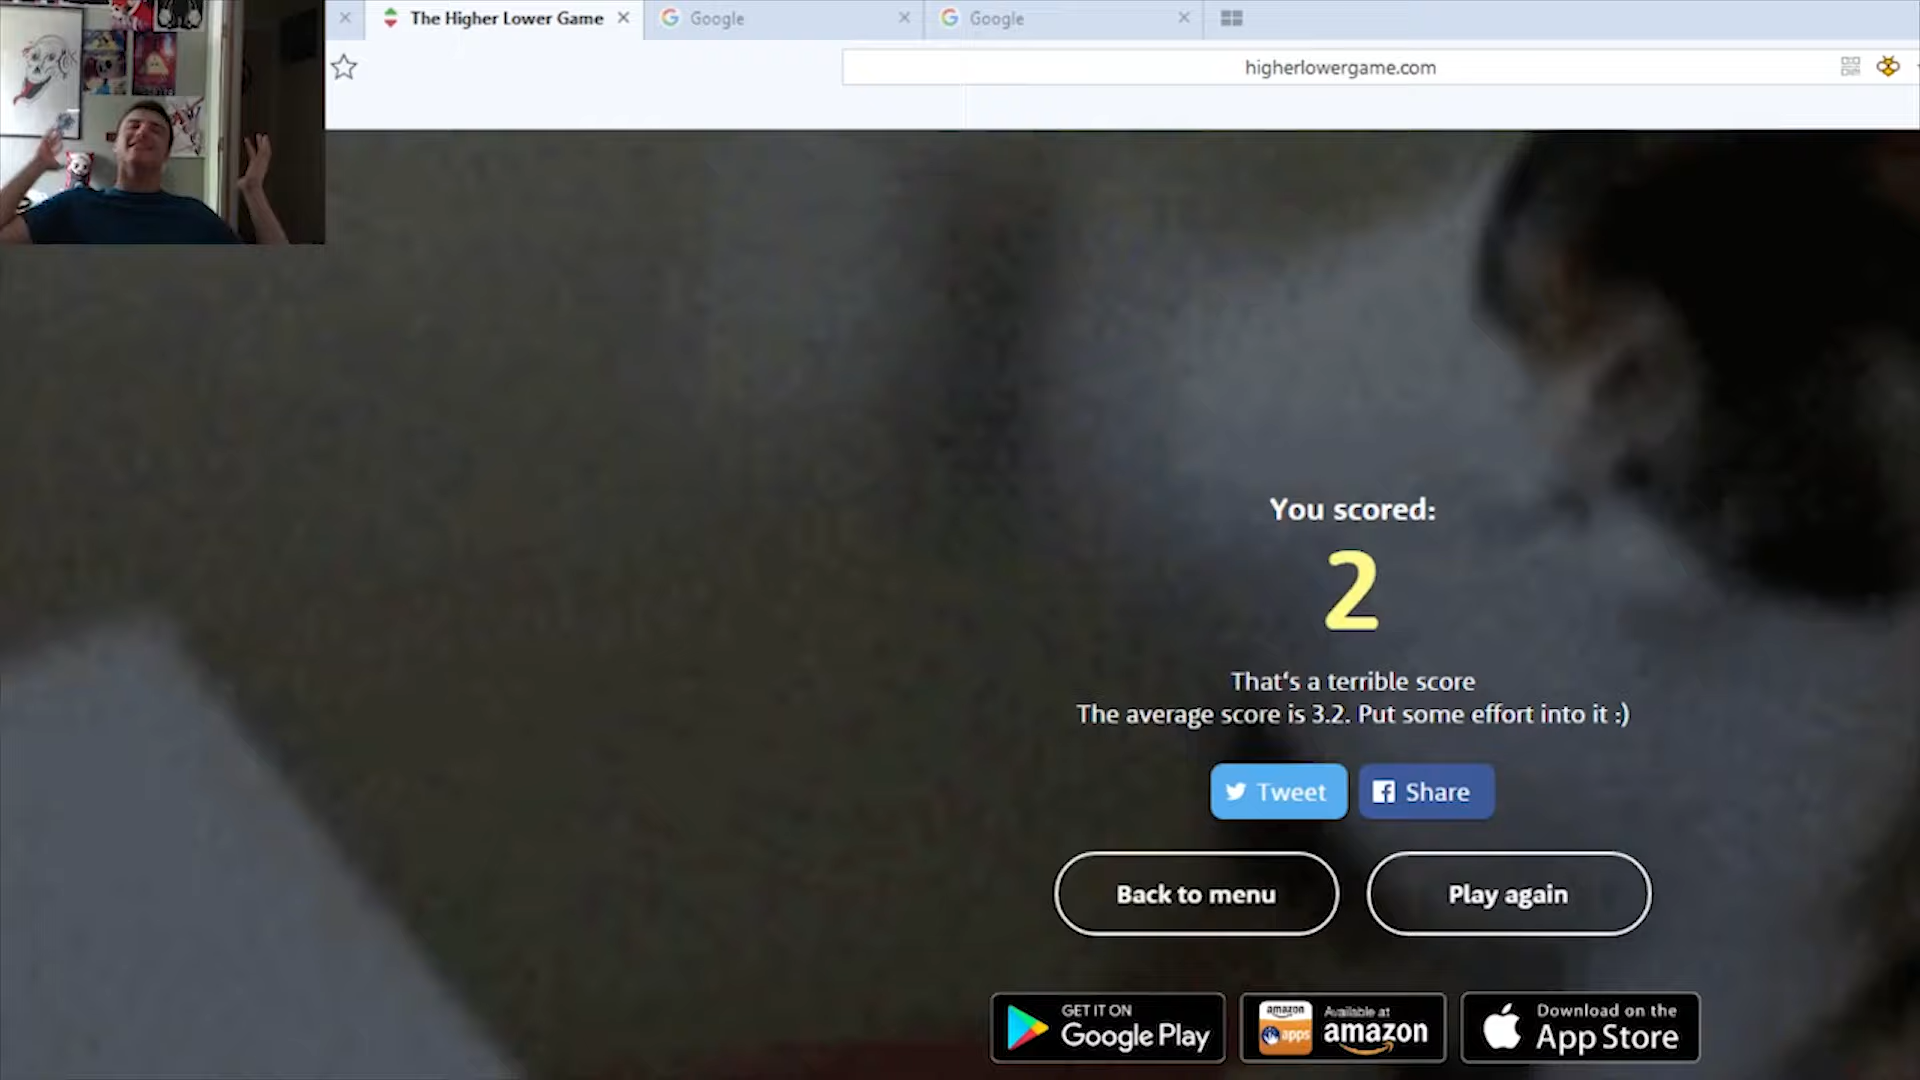 The Higher Lower Game
Google
Google
higherlowergame.com
You scored:
2
That's a terrible score
The average score is 3.2. Put some effort into it :)
Tweet
Share
Back to menu
Play again
GET IT ON
Google Play
amazon
apps
Available at
amazon
Download on the
App Store